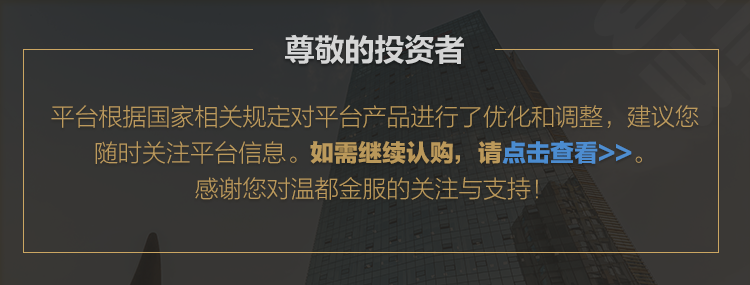 尊敬的投资者
平台根据国家相关规定对平台产品进行了优化和调整，建议您
随时关注平台信息。如需继续认购，请点击查看>>。
感谢您对温都金服的关注与支持！